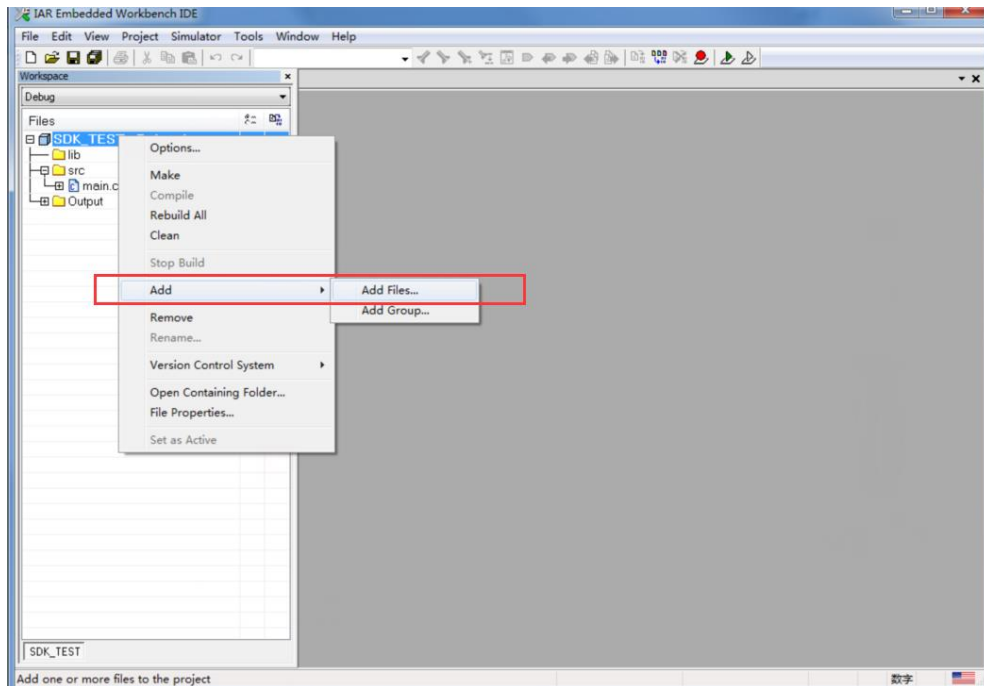 IAR Embedded Workbench IDE
File Edit View Project Simulator Tools Window Help
Workspace
Debug
Files
SDK_TEST
lib
src
main.c
Output
Options...
Make
Compile
Rebuild All
Clean
Stop Build
Add
Add Files...
Add Group...
Remove
Rename...
Version Control System
Open Containing Folder...
File Properties...
Set as Active
SDK_TEST
Add one or more files to the project
数字